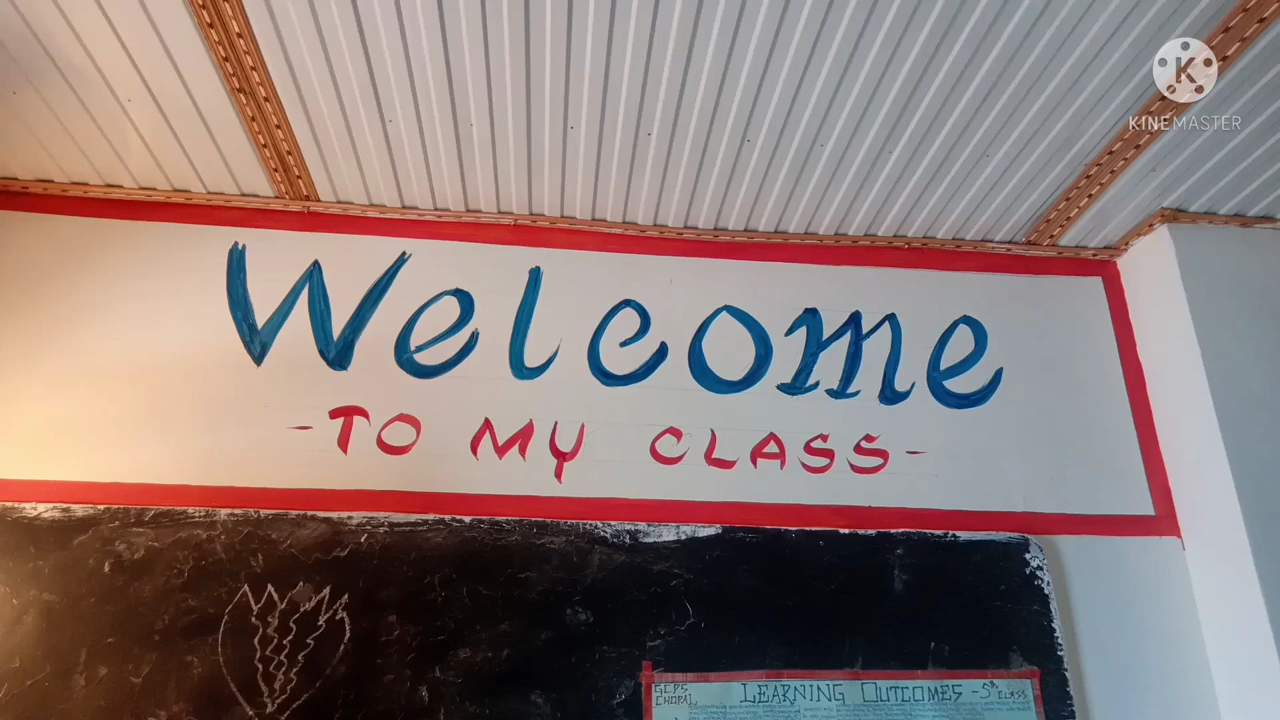 KINEMASTER
Welcome
-TO MY CLASS-
GCPS
CHORAL
LEARNING OUTCOMES -5th CLASS